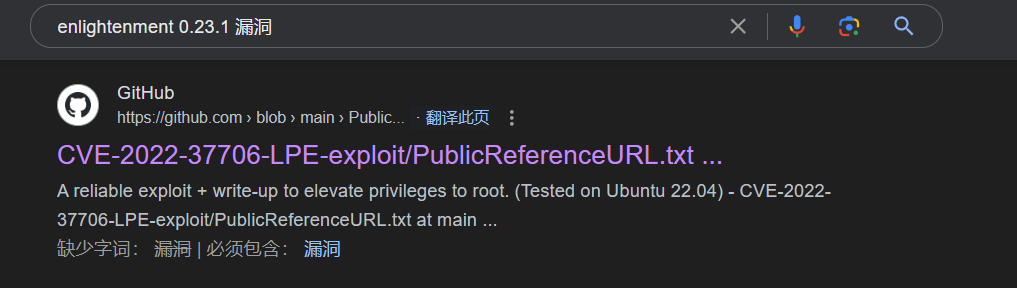 enlightenment 0.23.1 漏洞
GitHub
https://github.com › blob › main › Public... · 翻译此页
CVE-2022-37706-LPE-exploit/PublicReferenceURL.txt ...
A reliable exploit + write-up to elevate privileges to root. (Tested on Ubuntu 22.04) - CVE-2022-
37706-LPE-exploit/PublicReferenceURL.txt at main ...
缺少字词： 漏洞 | 必须包含： 漏洞